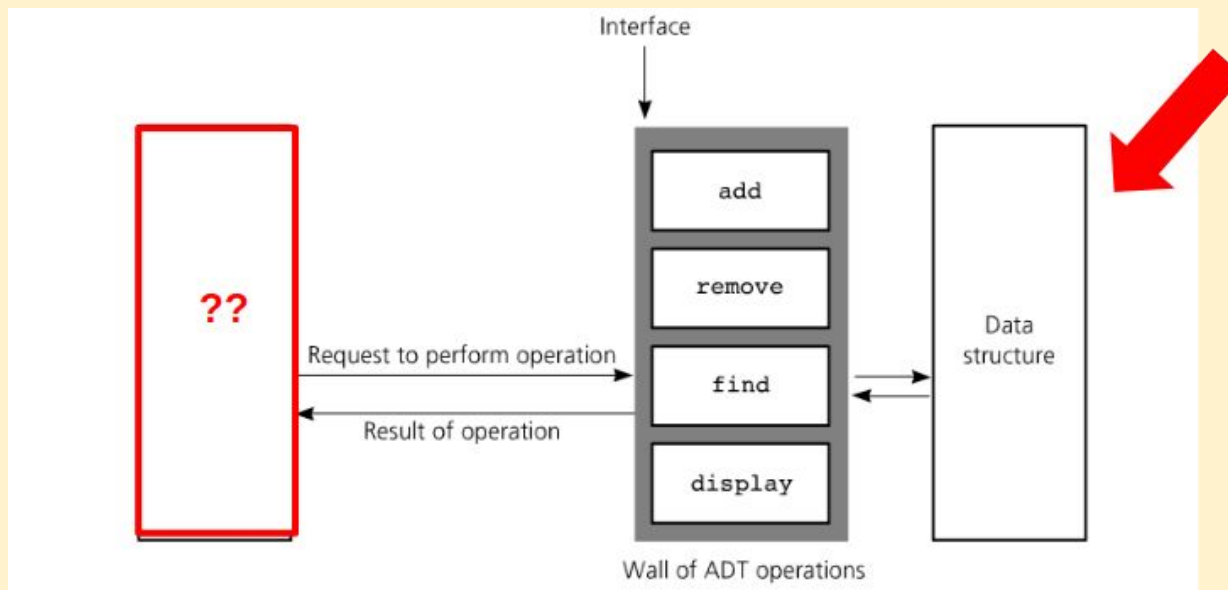 Interface
add
remove
??
Data
structure
Request to perform operation
find
Result of operation
display
Wall of ADT operations